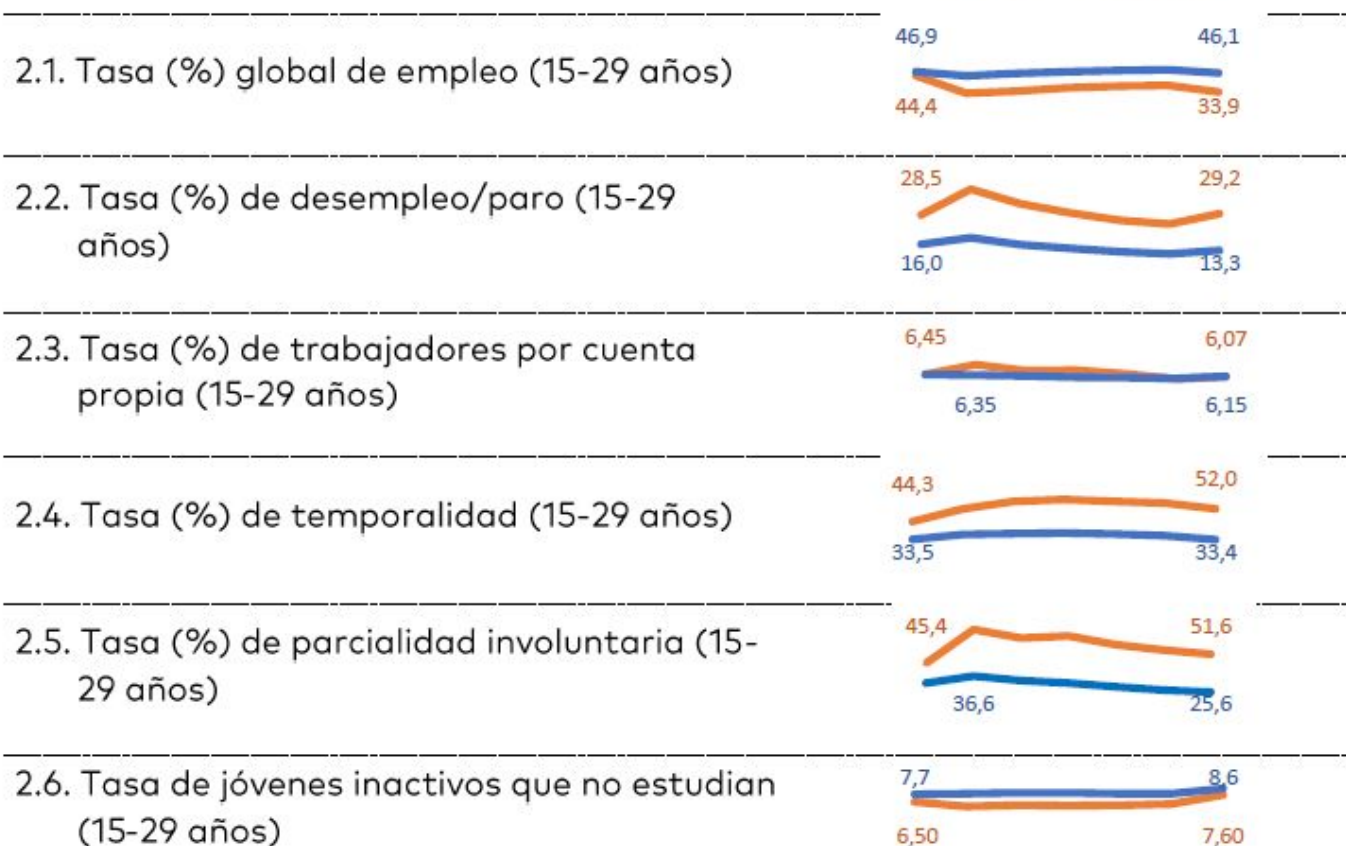 46,9 46,1
2.1. Tasa (%) global de empleo (15-29 años)
44,4 33,9
28,5 29,2
2.2. Tasa (%) de desempleo/paro (15-29
años)
16,0 13,3
6,45 6,07
2.3. Tasa (%) de trabajadores por cuenta
propia (15-29 años)
6,35 6,15
44,3 52,0
2.4. Tasa (%) de temporalidad (15-29 años)
33,5 33,4
45,4 51,6
2.5. Tasa (%) de parcialidad involuntaria (15-
29 años)
36,6 25,6
7,7 8,6
2.6. Tasa de jóvenes inactivos que no estudian
(15-29 años)
6,50 7,60